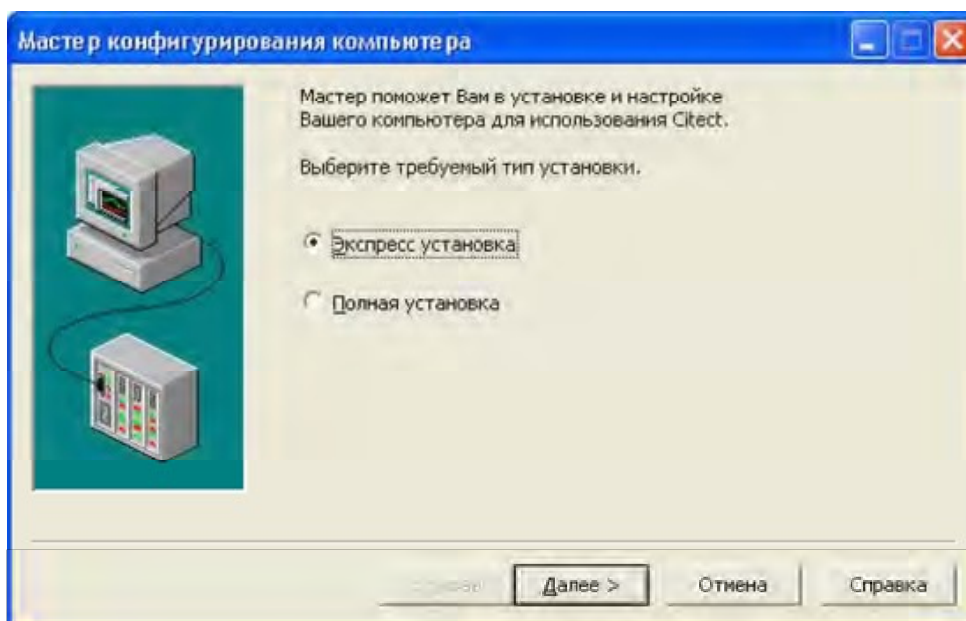 Мастер конфигурирования компьютера
Мастер поможет Вам в установке и настройке
Вашего компьютера для использования Citect.
Выберите требуемый тип установки.
Экспресс установка
Полная установка
Далее >
Отмена
Справка